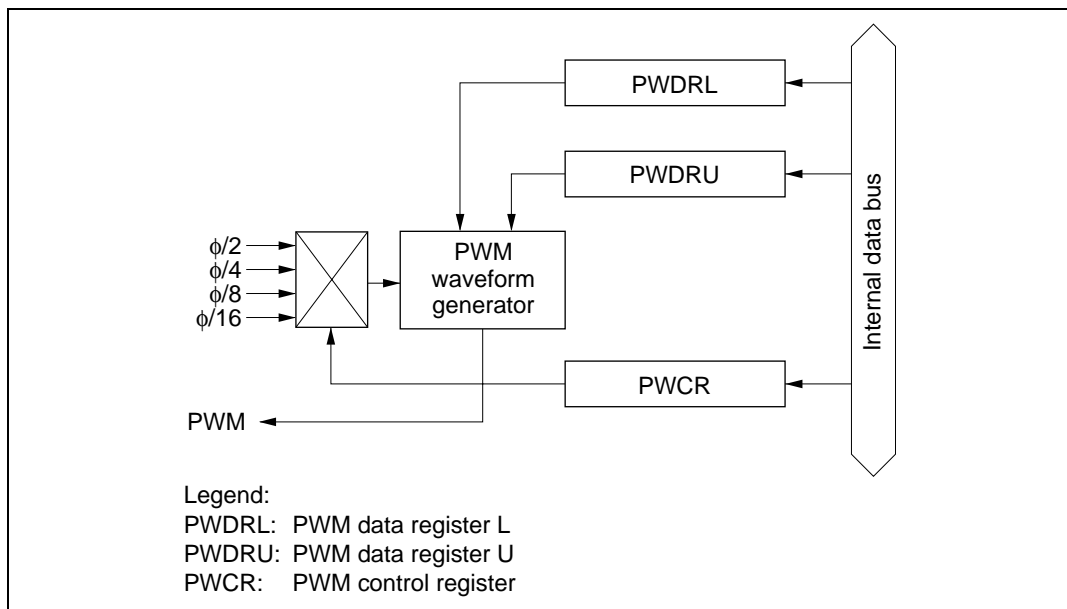 PWDRL
PWDRU
Internal data bus
ϕ/2
ϕ/4
ϕ/8
ϕ/16
PWM
waveform
generator
PWCR
PWM
Legend:
PWDRL: PWM data register L
PWDRU: PWM data register U
PWCR: PWM control register